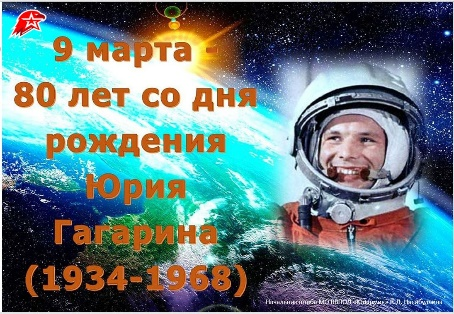 9 марта -
80 лет со дня
рождения
Юрия
Гагарина
(1934-1968)